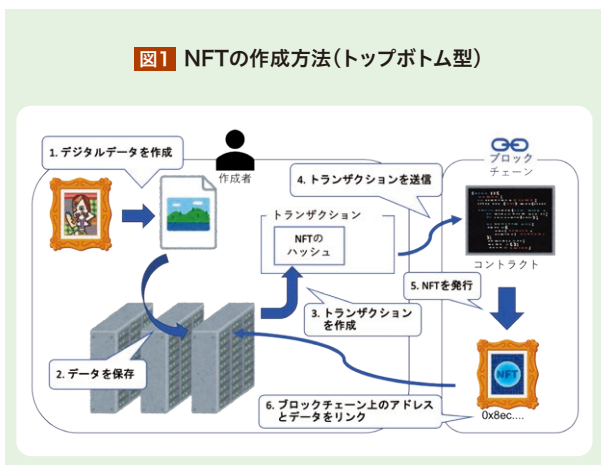 図1 NFTの作成方法(トップボトム型)
1. デジタルデータを作成
作成者
4. トランザクションを送信
ブロック
チェーン
トランザクション
NFTの
ハッシュ
コントラクト
5. NFTを発行
3. トランザクション
を作成
2. データを保存
NFT
6. ブロックチェーン上のアドレス
とデータをリンク
0x8ec....